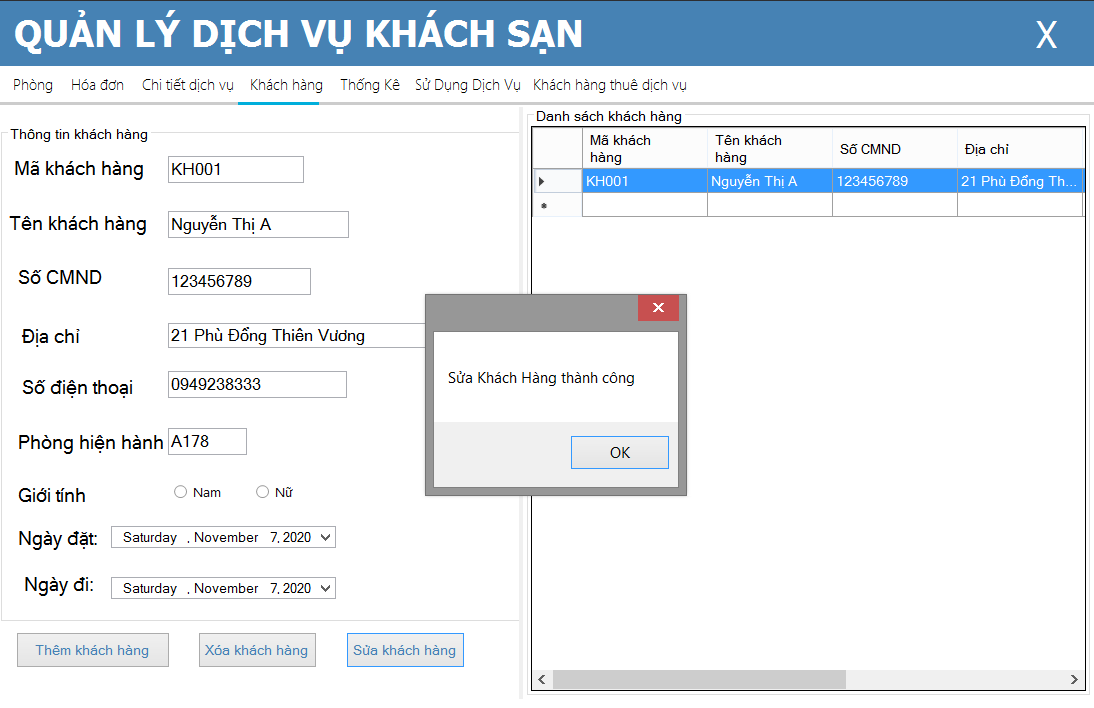 QUẢN LÝ DỊCH VỤ KHÁCH SẠN X
Phòng Hóa đơn Chi tiết dịch vụ Khách hàng Thống Kê Sử Dụng Dịch Vụ Khách hàng thuê dịch vụ
Thông tin khách hàng
Mã khách hàng KH001
Tên khách hàng Nguyễn Thị A
Số CMND 123456789
Địa chỉ 21 Phù Đổng Thiên Vương
Số điện thoại 0949238333
Phòng hiện hành A178
Giới tính Nam Nữ
Ngày đặt: Saturday , November 7, 2020
Ngày đi: Saturday , November 7, 2020
Thêm khách hàng Xóa khách hàng Sửa khách hàng
Danh sách khách hàng
Mã khách hàng Tên khách hàng Số CMND Địa chỉ
KH001 Nguyễn Thị A 123456789 21 Phù Đổng Th...
Sửa Khách Hàng thành công
OK